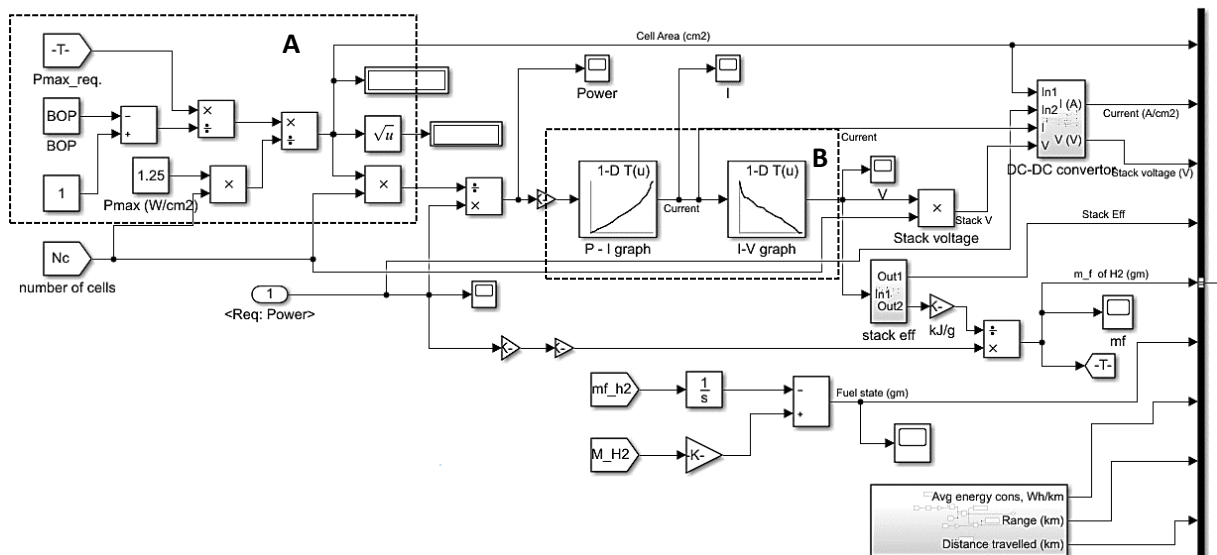 A
-T-
Pmax_req.
BOP
BOP
-
+
×
÷
×
÷
1
1.25
Pmax (W/cm2)
×
√u
×
÷
×
Nc
number of cells
1
<Req: Power>
Cell Area (cm2)
Power
I
B
1-D T(u)
P - I graph
Current
1-D T(u)
I-V graph
Current
V
×
Stack voltage
Stack V
In1
In2
I
V
I (A)
V (V)
DC-DC convertor
Current (A/cm2)
Stack voltage (V)
Stack Eff
In1
Out1
Out2
stack eff
K-
kJ/g
÷
×
m_f of H2 (gm)
mf
-T-
K-
K-
mf_h2
1
s
-
+
Fuel state (gm)
M_H2
-K-
Avg energy cons, Wh/km
Range (km)
Distance travelled (km)